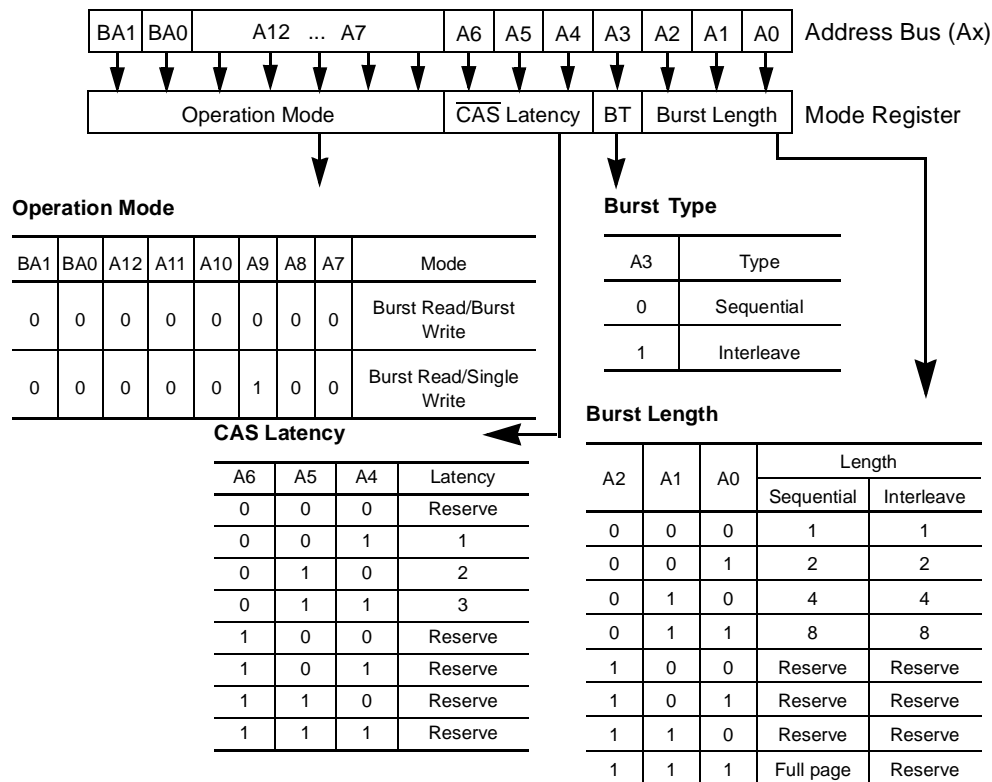 BA1 BA0 A12 ... A7 A6 A5 A4 A3 A2 A1 A0 Address Bus (Ax)
Operation Mode CAS Latency BT Burst Length Mode Register
Operation Mode
BA1 BA0 A12 A11 A10 A9 A8 A7 Mode
0 0 0 0 0 0 0 0 Burst Read/Burst
Write
0 0 0 0 0 1 0 0 Burst Read/Single
Write
Burst Type
A3 Type
0 Sequential
1 Interleave
CAS Latency
A6 A5 A4 Latency
0 0 0 Reserve
0 0 1 1
0 1 0 2
0 1 1 3
1 0 0 Reserve
1 0 1 Reserve
1 1 0 Reserve
1 1 1 Reserve
Burst Length
A2 A1 A0 Length
Sequential Interleave
0 0 0 1 1
0 0 1 2 2
0 1 0 4 4
0 1 1 8 8
1 0 0 Reserve Reserve
1 0 1 Reserve Reserve
1 1 0 Reserve Reserve
1 1 1 Full page Reserve